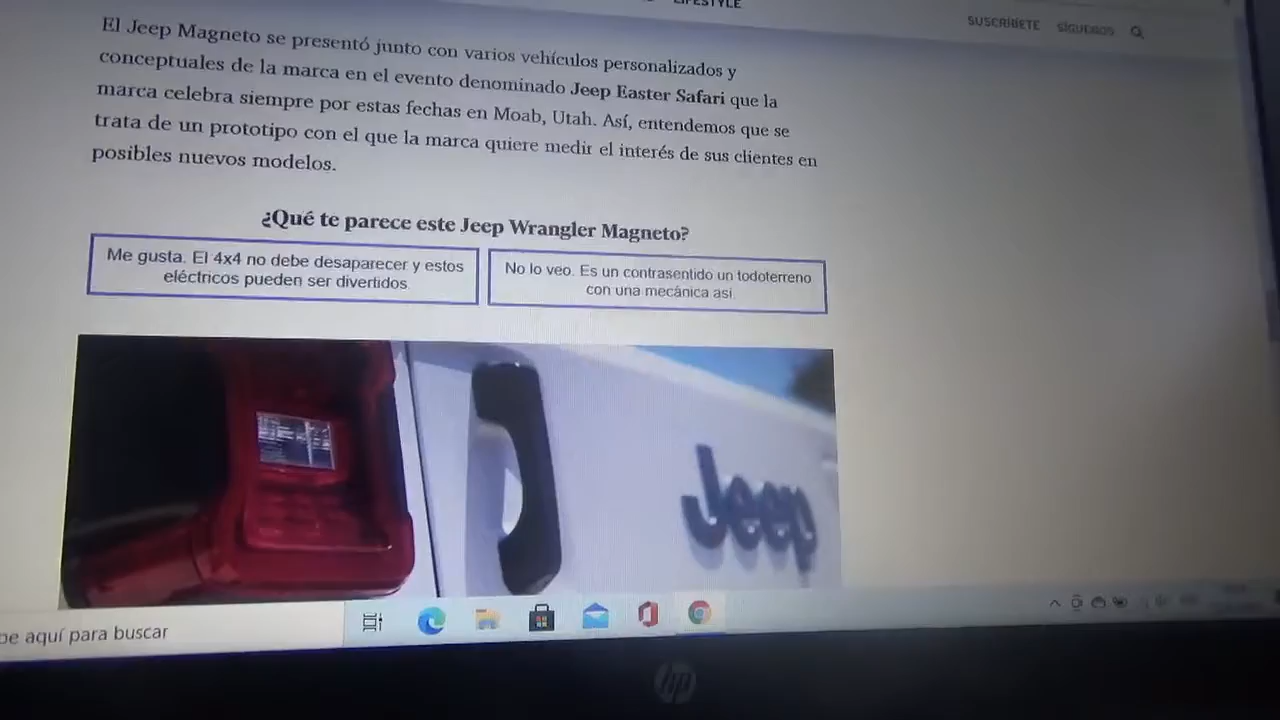 LIFESTYLE
SUSCRÍBETE SÍGUENOS
El Jeep Magneto se presentó junto con varios vehículos personalizados y
conceptuales de la marca en el evento denominado Jeep Easter Safari que la
marca celebra siempre por estas fechas en Moab, Utah. Así, entendemos que se
trata de un prototipo con el que la marca quiere medir el interés de sus clientes en
posibles nuevos modelos.
¿Qué te parece este Jeep Wrangler Magneto?
Me gusta. El 4x4 no debe desaparecer y estos
eléctricos pueden ser divertidos.
No lo veo. Es un contrasentido un todoterreno
con una mecánica así.
Jeep
be aquí para buscar
hp